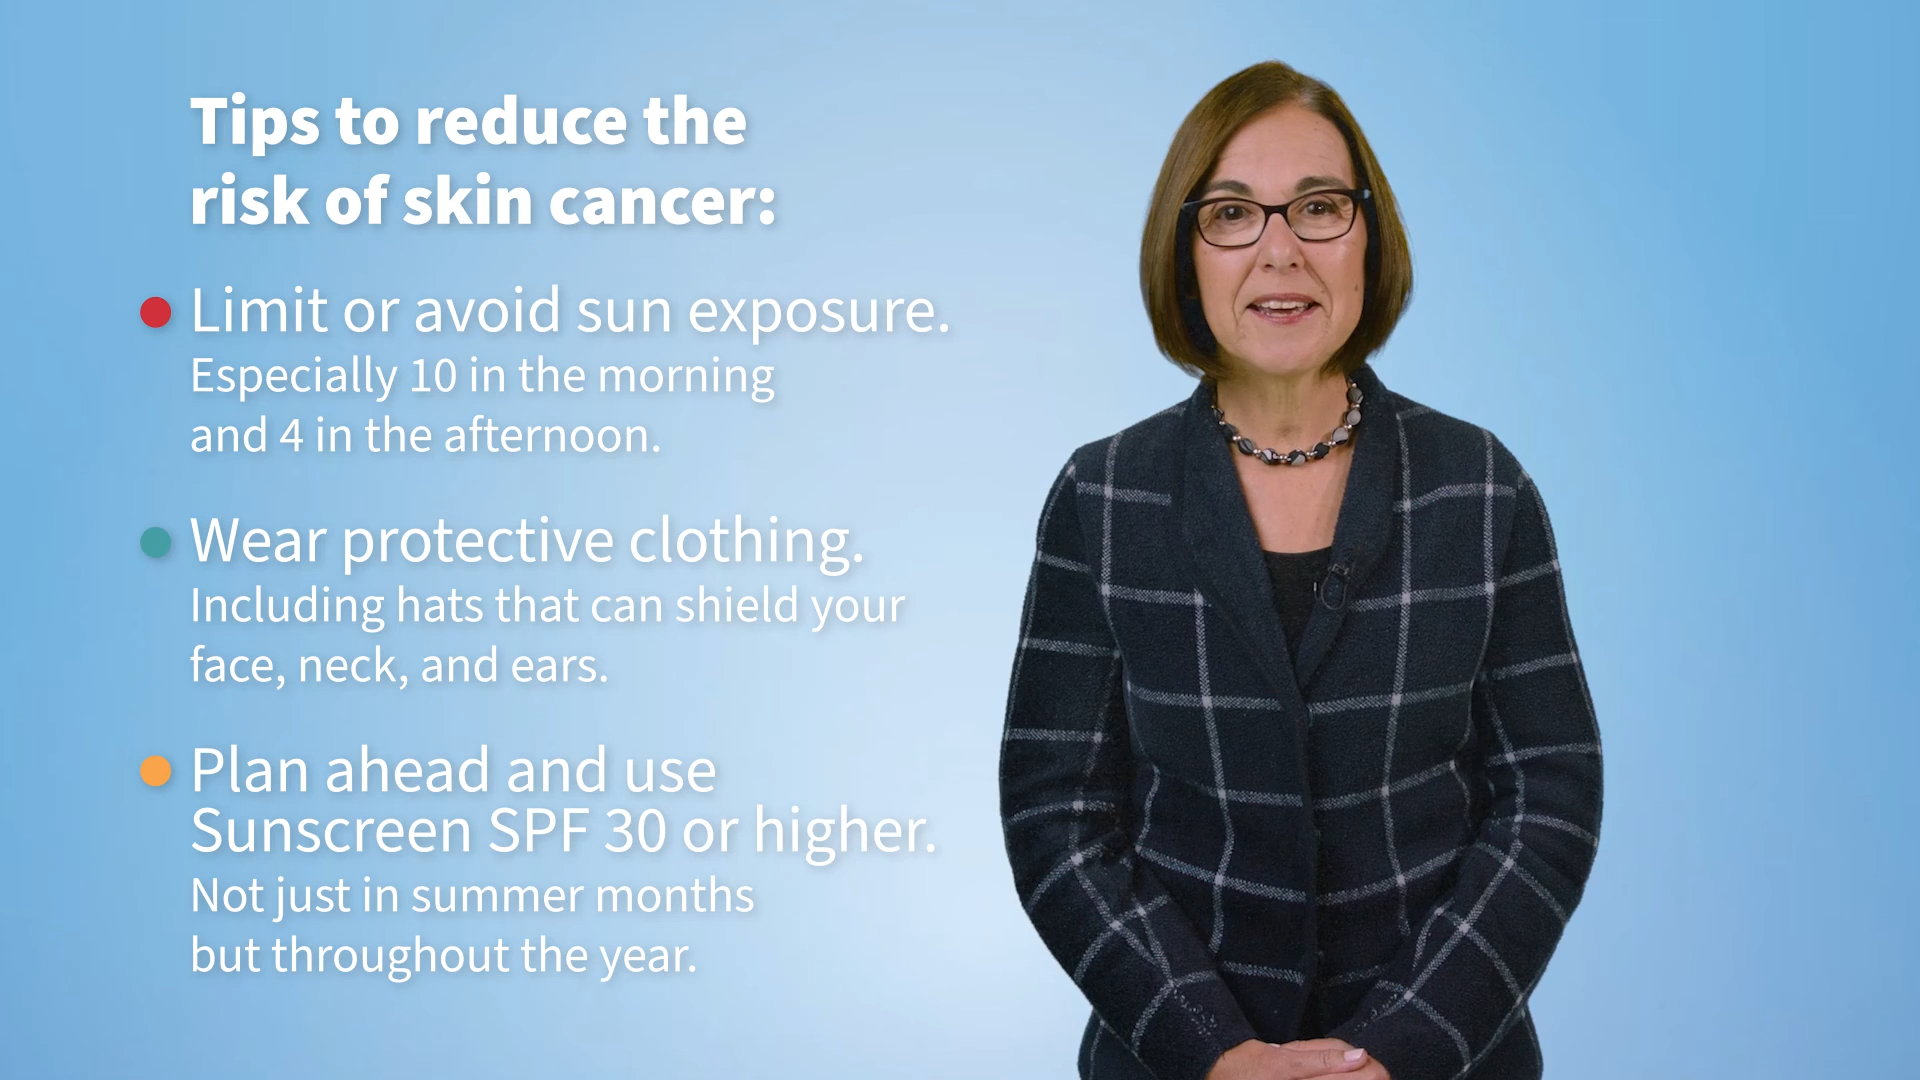 Tips to reduce the
risk of skin cancer:
Limit or avoid sun exposure.
Especially 10 in the morning
and 4 in the afternoon.
Wear protective clothing.
Including hats that can shield your
face, neck, and ears.
Plan ahead and use
Sunscreen SPF 30 or higher.
Not just in summer months
but throughout the year.